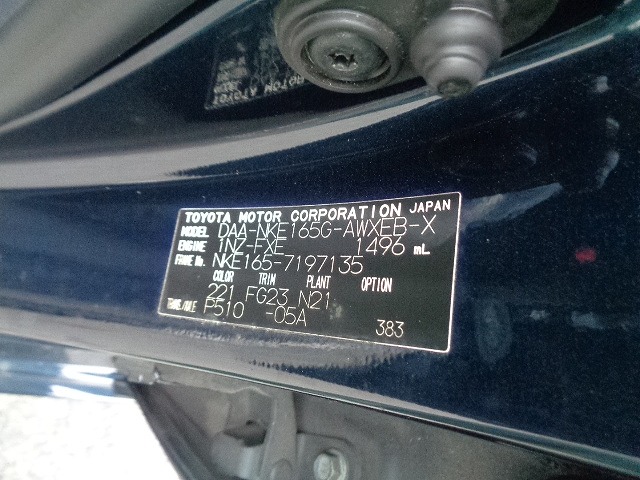 TOYOTA MOTOR CORPORATION JAPAN
MODEL DAA-NKE165G-AWXEB-X
ENGINE 1NZ-FXE 1496 mL
FRAME No. NKE165-7197135
COLOR TRIM PLANT OPTION
221 FG23 N21
TRANS/AXLE P510 -05A
383